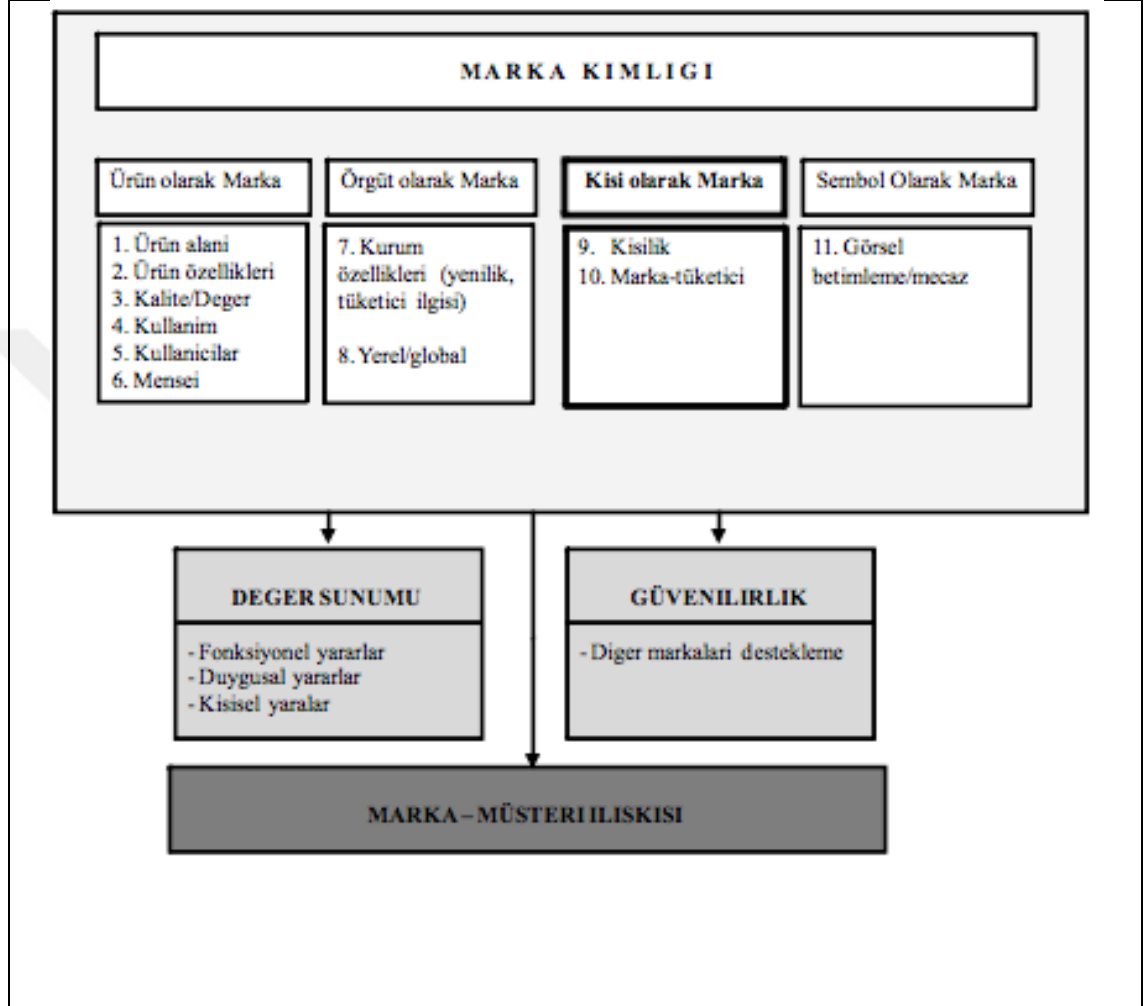 MARKA KIMLIGI
Ürün olarak Marka
1. Ürün alani
2. Ürün özellikleri
3. Kalite/Deger
4. Kullanim
5. Kullanicilar
6. Mensei
Örgüt olarak Marka
7. Kurum
özellikleri (yenilik,
tüketici ilgisi)
8. Yerel/global
Kisi olarak Marka
9. Kisilik
10. Marka-tüketici
Sembol Olarak Marka
11. Görsel
betimleme/mecaz
DEGER SUNUMU
- Fonksiyonel yararlar
- Duygusal yararlar
- Kisisel yaralar
GÜVENILIRLIK
- Diger markalari destekleme
MARKA – MÜSTERI ILISKISI